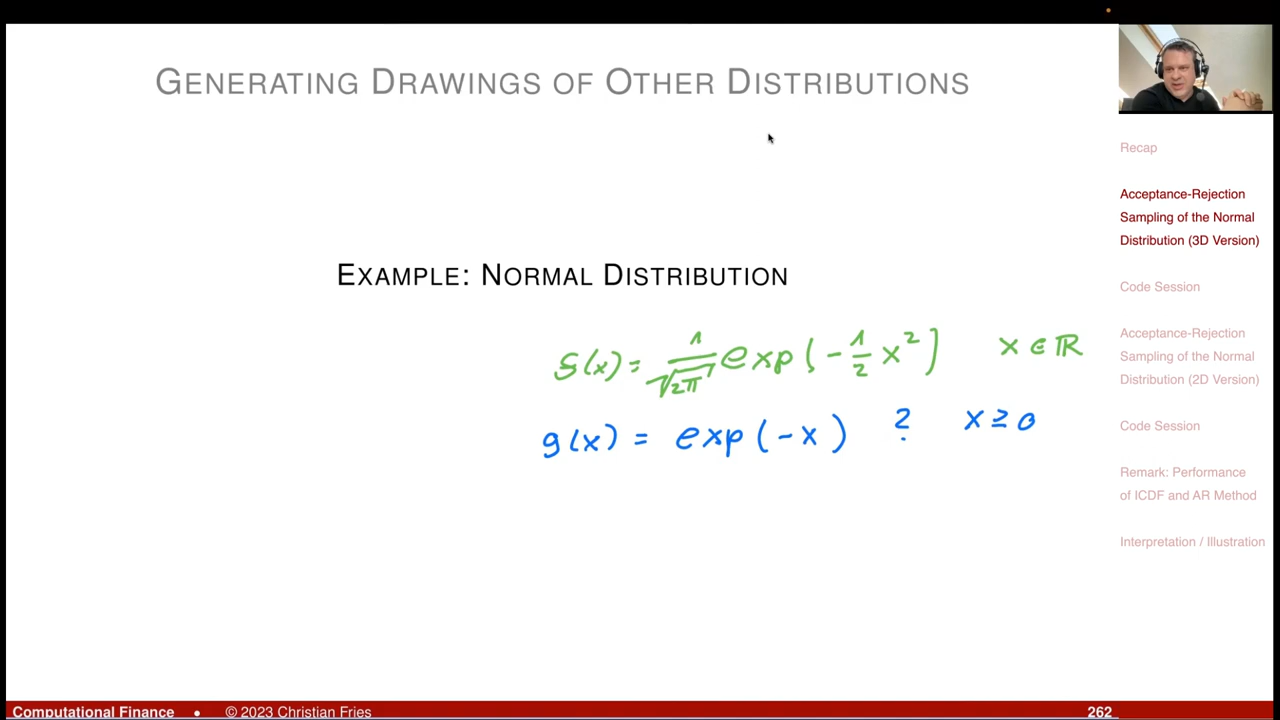 GENERATING DRAWINGS OF OTHER DISTRIBUTIONS
EXAMPLE: NORMAL DISTRIBUTION
f(x) = 1/√2π exp(-1/2 x²) x ∈ ℝ
g(x) = exp(-x) ? x ≥ 0
Recap
Acceptance-Rejection
Sampling of the Normal
Distribution (3D Version)
Code Session
Acceptance-Rejection
Sampling of the Normal
Distribution (2D Version)
Code Session
Remark: Performance
of ICDF and AR Method
Interpretation / Illustration
Computational Finance • © 2023 Christian Fries 262